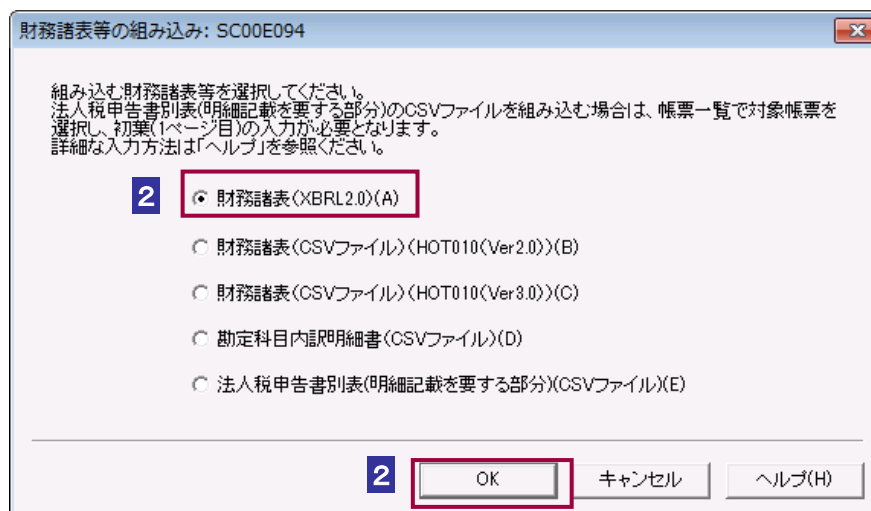 財務諸表等の組み込み: SC00E094
組み込む財務諸表等を選択してください。
法人税申告書別表(明細記載を要する部分)のCSVファイルを組み込む場合は、帳票一覧で対象帳票を
選択し、初葉(1ページ目)の入力が必要となります。
詳細な入力方法は「ヘルプ」を参照ください。
2 財務諸表(XBRL2.0)(A)
財務諸表(CSVファイル)(HOT010(Ver2.0))(B)
財務諸表(CSVファイル)(HOT010(Ver3.0))(C)
勘定科目内訳明細書(CSVファイル)(D)
法人税申告書別表(明細記載を要する部分)(CSVファイル)(E)
2 OK キャンセル ヘルプ(H)